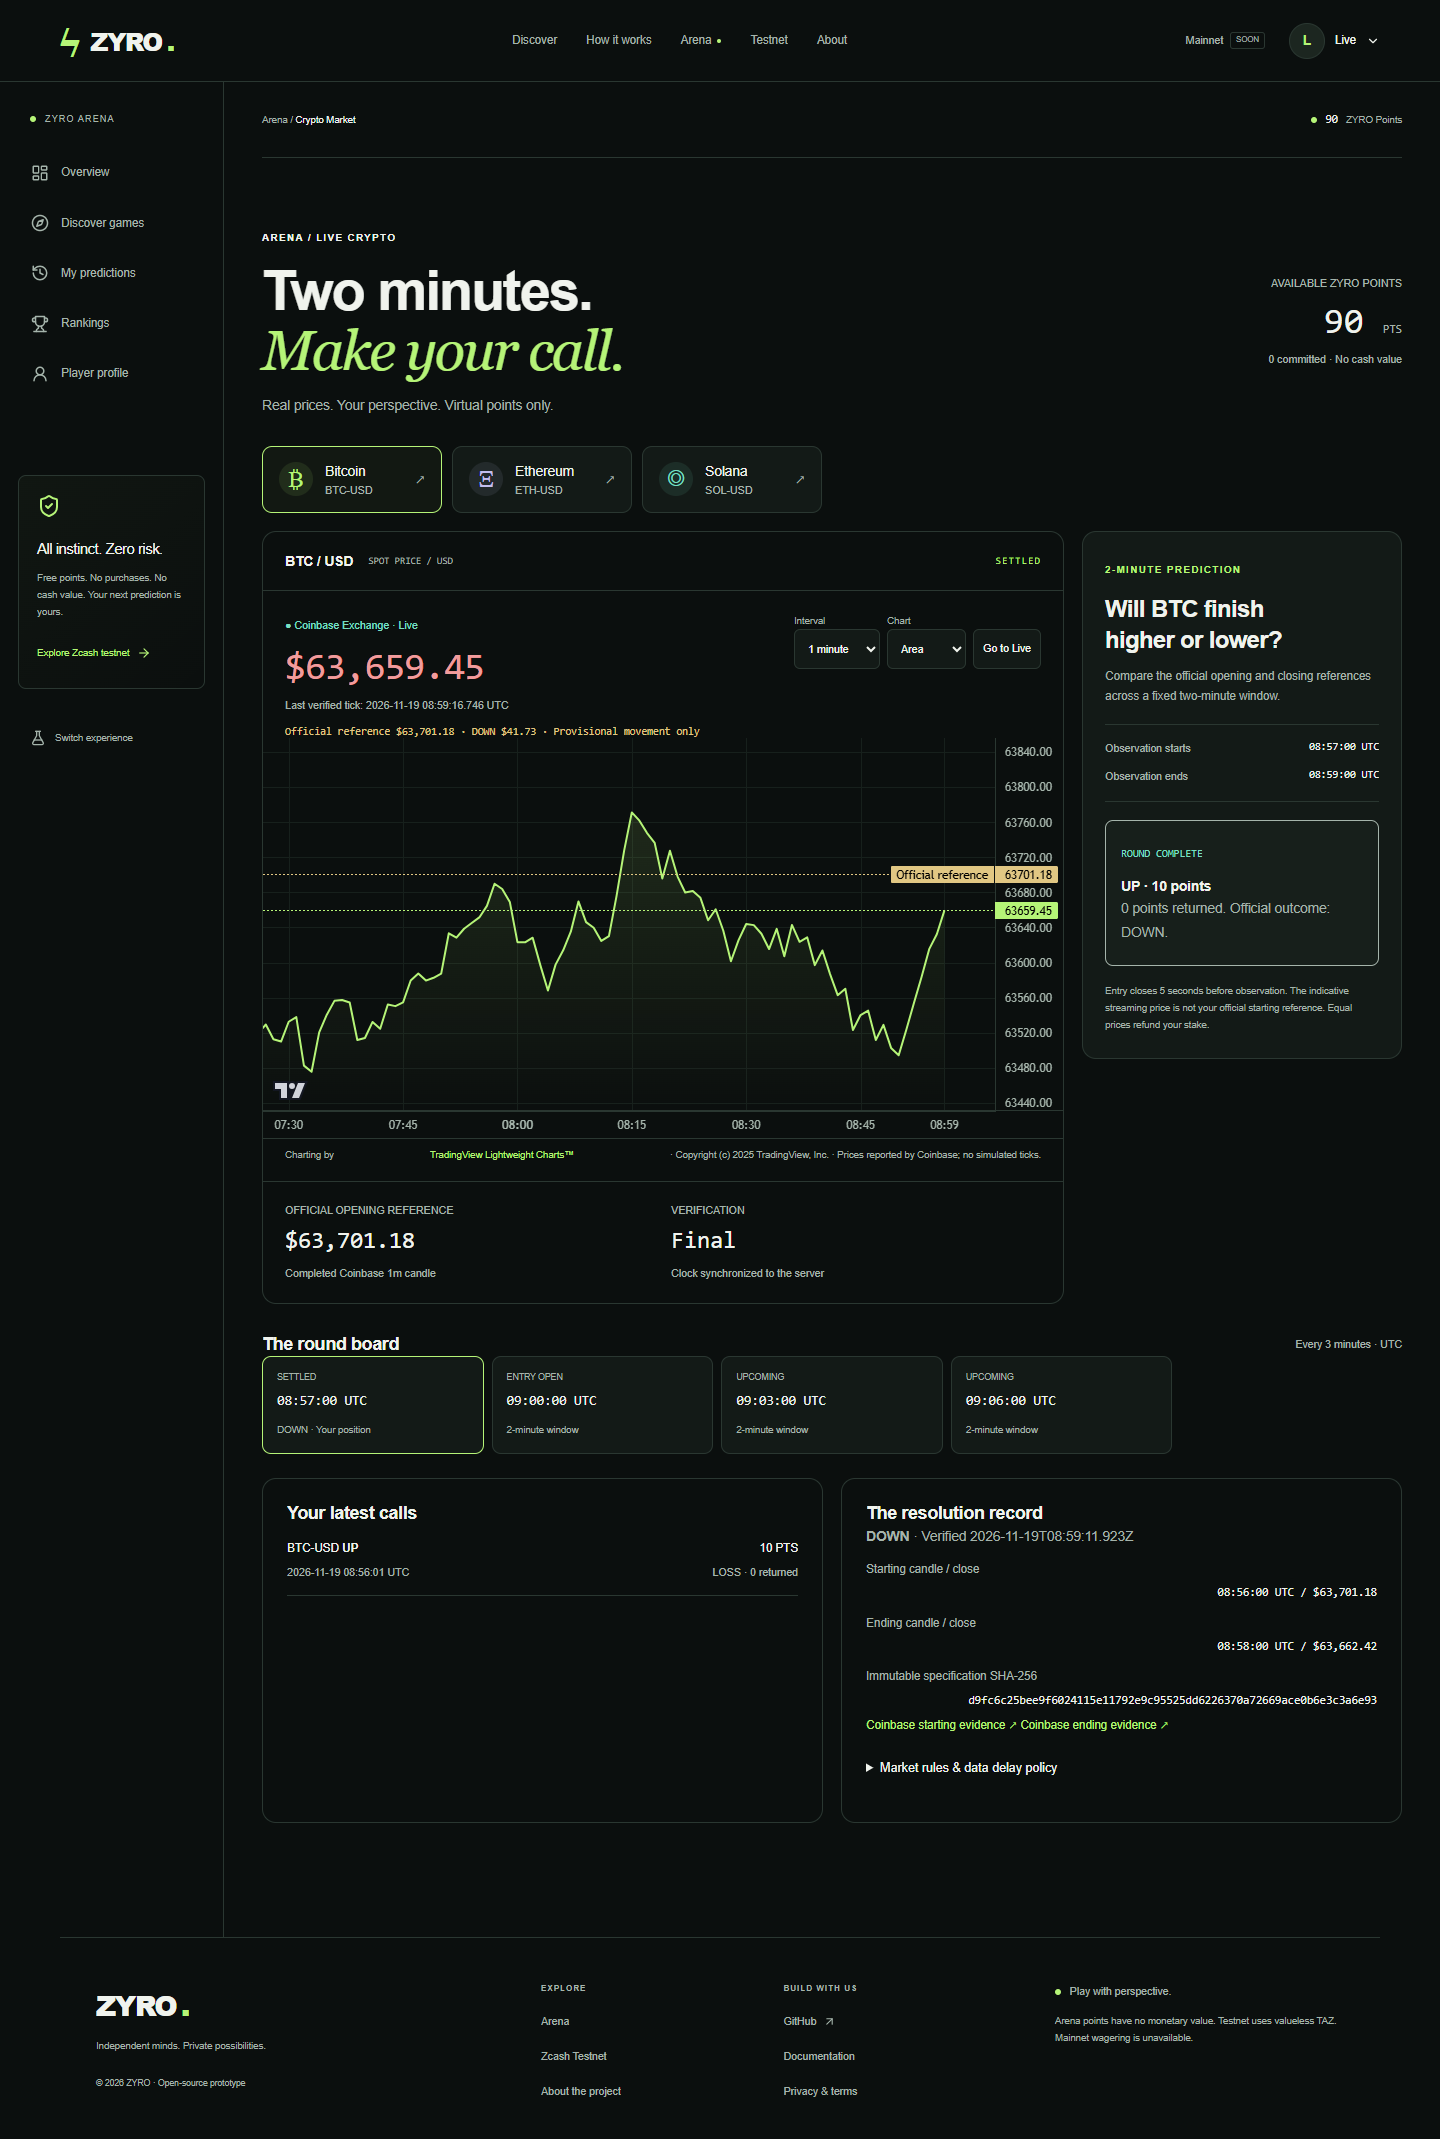 ZYRO.
Discover
How it works
Arena
Testnet
About
Mainnet SOON
L
Live
ZYRO ARENA
Overview
Discover games
My predictions
Rankings
Player profile
All instinct. Zero risk.
Free points. No purchases. No
cash value. Your next prediction is
yours.
Explore Zcash testnet →
Switch experience
Arena / Crypto Market
90 ZYRO Points
ARENA / LIVE CRYPTO
Two minutes.
Make your call.
Real prices. Your perspective. Virtual points only.
AVAILABLE ZYRO POINTS
90 PTS
0 committed · No cash value
Bitcoin
BTC-USD
↗
Ethereum
ETH-USD
↗
Solana
SOL-USD
↗
BTC / USD SPOT PRICE / USD
SETTLED
Coinbase Exchange · Live
$63,659.45
Last verified tick: 2026-11-19 08:59:16.746 UTC
Official reference $63,701.18 · DOWN $41.73 · Provisional movement only
Interval
1 minute
Chart
Area
Go to Live
63840.00
63800.00
63760.00
63720.00
Official reference 63701.18
63680.00
63659.45
63640.00
63600.00
63560.00
63520.00
63480.00
63440.00
07:30
07:45
08:00
08:15
08:30
08:45
08:59
Charting by
TradingView Lightweight Charts™
· Copyright (c) 2025 TradingView, Inc. · Prices reported by Coinbase; no simulated ticks.
OFFICIAL OPENING REFERENCE
$63,701.18
Completed Coinbase 1m candle
VERIFICATION
Final
Clock synchronized to the server
2-MINUTE PREDICTION
Will BTC finish
higher or lower?
Compare the official opening and closing references
across a fixed two-minute window.
Observation starts 08:57:00 UTC
Observation ends 08:59:00 UTC
ROUND COMPLETE
UP · 10 points
0 points returned. Official outcome:
DOWN.
Entry closes 5 seconds before observation. The indicative
streaming price is not your official starting reference. Equal
prices refund your stake.
The round board
Every 3 minutes · UTC
SETTLED
08:57:00 UTC
DOWN · Your position
ENTRY OPEN
09:00:00 UTC
2-minute window
UPCOMING
09:03:00 UTC
2-minute window
UPCOMING
09:06:00 UTC
2-minute window
Your latest calls
BTC-USD UP 10 PTS
2026-11-19 08:56:01 UTC LOSS · 0 returned
The resolution record
DOWN · Verified 2026-11-19T08:59:11.923Z
Starting candle / close
08:56:00 UTC / $63,701.18
Ending candle / close
08:58:00 UTC / $63,662.42
Immutable specification SHA-256
d9fc6c25bee9f6024115e11792e9c95525dd6226370a72669ace0b6e3c3a6e93
Coinbase starting evidence ↗ Coinbase ending evidence ↗
▶ Market rules & data delay policy
ZYRO.
Independent minds. Private possibilities.
© 2026 ZYRO · Open-source prototype
EXPLORE
Arena
Zcash Testnet
About the project
BUILD WITH US
GitHub ↗
Documentation
Privacy & terms
Play with perspective.
Arena points have no monetary value. Testnet uses valueless TAZ.
Mainnet wagering is unavailable.